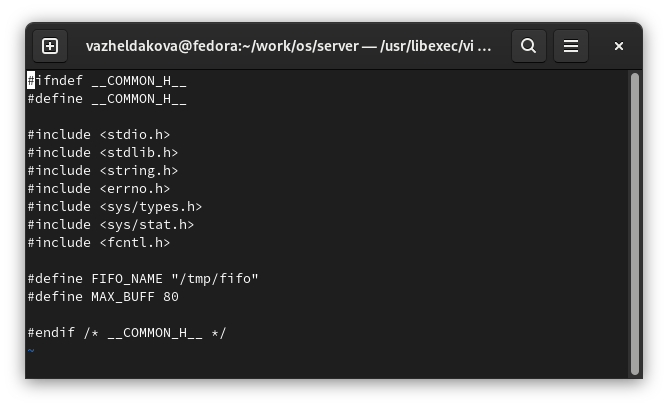 vazheldakova@fedora:~/work/os/server — /usr/libexec/vi ...
#ifndef __COMMON_H__
#define __COMMON_H__
#include <stdio.h>
#include <stdlib.h>
#include <string.h>
#include <errno.h>
#include <sys/types.h>
#include <sys/stat.h>
#include <fcntl.h>
#define FIFO_NAME "/tmp/fifo"
#define MAX_BUFF 80
#endif /* __COMMON_H__ */
~